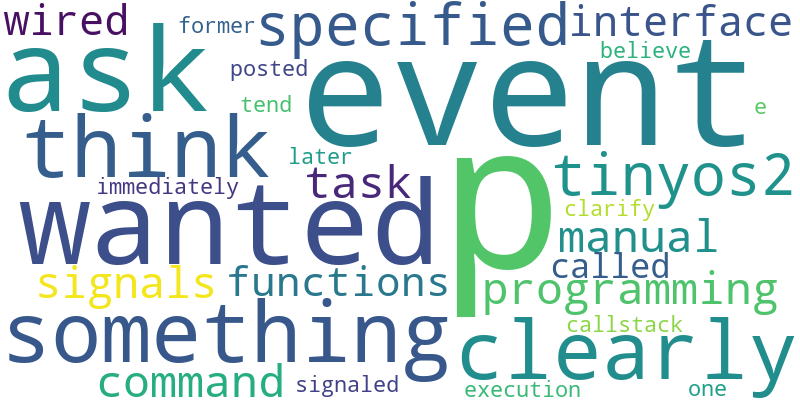 wired former specified interface
ask event believe
posted
tend e
think later tinyos2
immediately task
wanted p clarify
manual
called
signals functions programming
something callstack
clearly
command signaled execution one